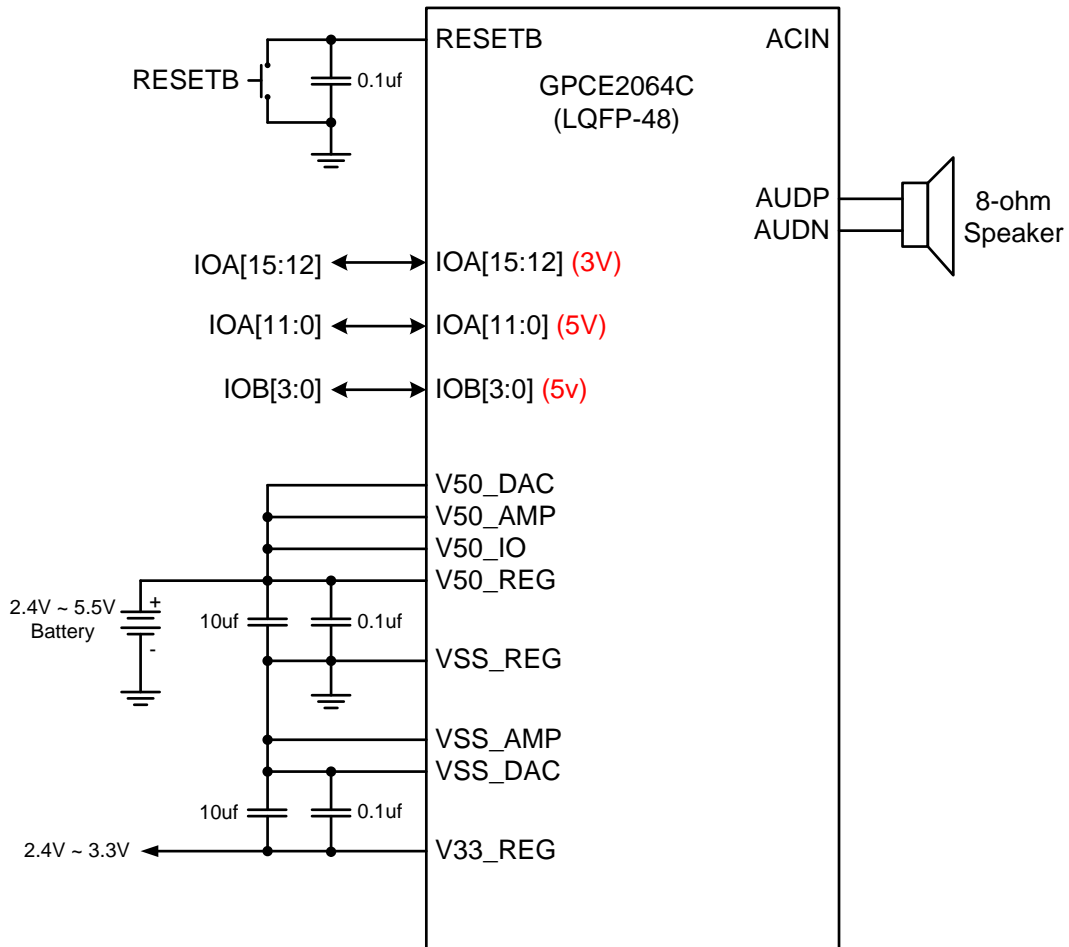 RESETB
ACIN
GPCE2064C
(LQFP-48)
RESETB
0.1uf
AUDP
AUDN
8-ohm
Speaker
IOA[15:12]
IOA[15:12] (3V)
IOA[11:0]
IOA[11:0] (5V)
IOB[3:0]
IOB[3:0] (5v)
V50_DAC
V50_AMP
V50_IO
V50_REG
2.4V ~ 5.5V
Battery
+
-
10uf
0.1uf
VSS_REG
VSS_AMP
VSS_DAC
10uf
0.1uf
2.4V ~ 3.3V
V33_REG